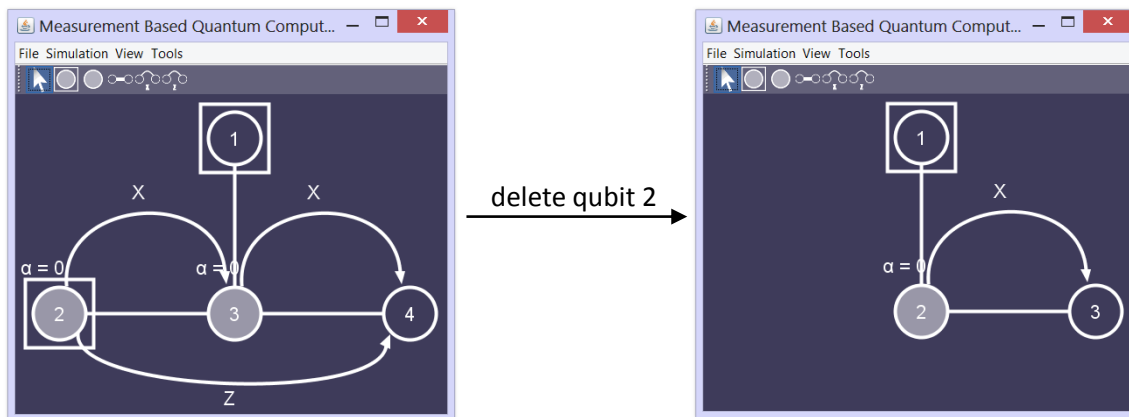 Measurement Based Quantum Comput...
File Simulation View Tools
1
X
X
α = 0
α = 0
2
3
4
Z
delete qubit 2
Measurement Based Quantum Comput...
File Simulation View Tools
1
X
α = 0
2
3